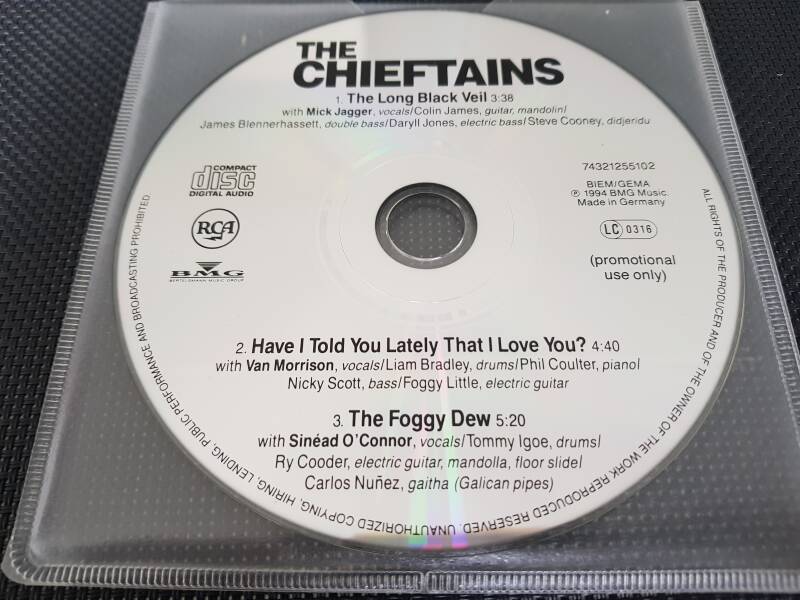 THE
CHIEFTAINS
1. The Long Black Veil 3:38
with Mick Jagger, vocals/Colin James, guitar, mandolin/
James Blennerhassett, double bass/Daryll Jones, electric bass/Steve Cooney, didjeridu
COMPACT
disc
DIGITAL AUDIO
RCA
BMG
BERTELSMANN MUSIC GROUP
74321255102
BIEM/GEMA
℗ 1994 BMG Music.
Made in Germany
LC 0316
(promotional
use only)
2. Have I Told You Lately That I Love You? 4:40
with Van Morrison, vocals/Liam Bradley, drums/Phil Coulter, piano/
Nicky Scott, bass/Foggy Little, electric guitar
3. The Foggy Dew 5:20
with Sinéad O'Connor, vocals/Tommy Igoe, drums/
Ry Cooder, electric guitar, mandolla, floor slide/
Carlos Nuñez, gaitha (Galican pipes)
ALL RIGHTS OF THE PRODUCER AND OF THE OWNER OF THE WORK REPRODUCED RESERVED. UNAUTHORIZED COPYING, HIRING, LENDING, PUBLIC PERFORMANCE AND BROADCASTING PROHIBITED